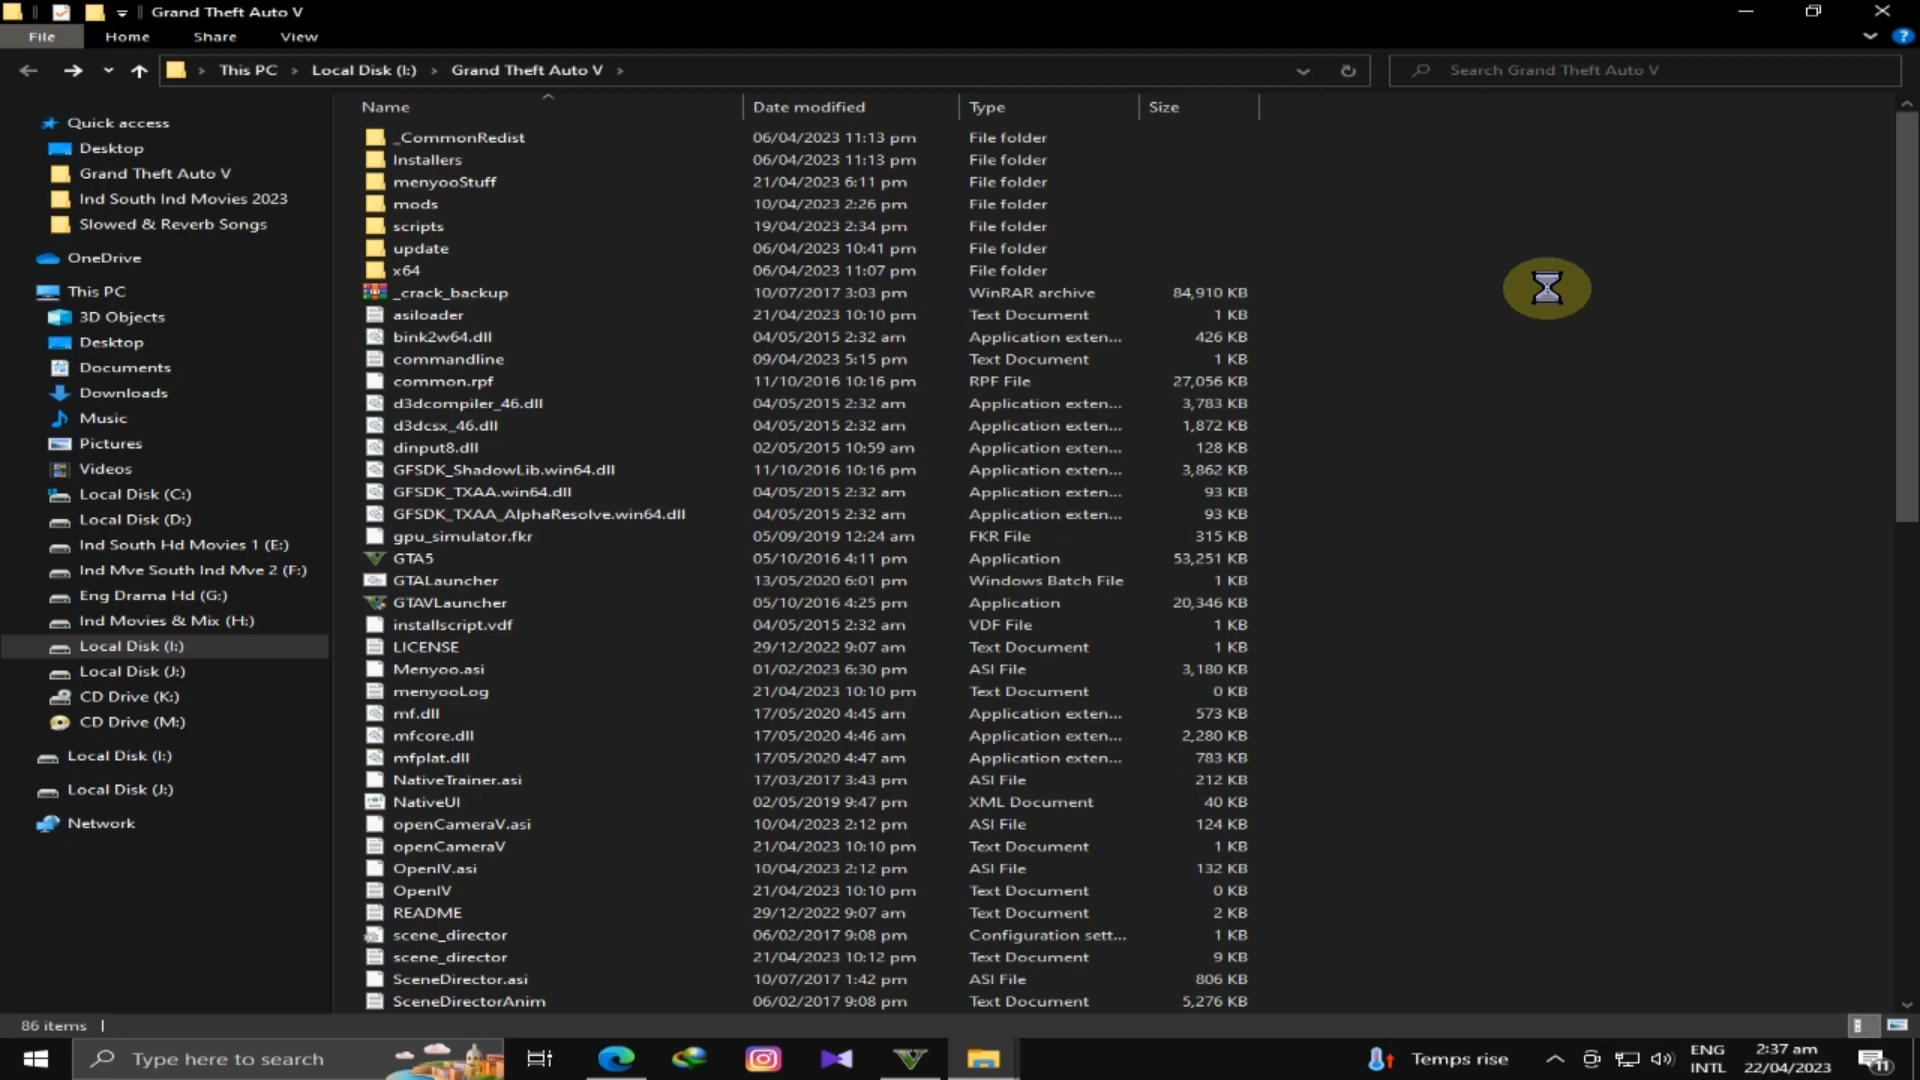 Grand Theft Auto V
File Home Share View
This PC Local Disk (I:) Grand Theft Auto V
Search Grand Theft Auto V
Name Date modified Type Size
Quick access
Desktop
Grand Theft Auto V
Ind South Ind Movies 2023
Slowed & Reverb Songs
OneDrive
This PC
3D Objects
Desktop
Documents
Downloads
Music
Pictures
Videos
Local Disk (C:)
Local Disk (D:)
Ind South Hd Movies 1 (E:)
Ind Mve South Ind Mve 2 (F:)
Eng Drama Hd (G:)
Ind Movies & Mix (H:)
Local Disk (I:)
Local Disk (J:)
CD Drive (K:)
CD Drive (M:)
Local Disk (I:)
Local Disk (J:)
Network
_CommonRedist 06/04/2023 11:13 pm File folder
Installers 06/04/2023 11:13 pm File folder
menyooStuff 21/04/2023 6:11 pm File folder
mods 10/04/2023 2:26 pm File folder
scripts 19/04/2023 2:34 pm File folder
update 06/04/2023 10:41 pm File folder
x64 06/04/2023 11:07 pm File folder
_crack_backup 10/07/2017 3:03 pm WinRAR archive 84,910 KB
asiloader 21/04/2023 10:10 pm Text Document 1 KB
bink2w64.dll 04/05/2015 2:32 am Application exten... 426 KB
commandline 09/04/2023 5:15 pm Text Document 1 KB
common.rpf 11/10/2016 10:16 pm RPF File 27,056 KB
d3dcompiler_46.dll 04/05/2015 2:32 am Application exten... 3,783 KB
d3dcsx_46.dll 04/05/2015 2:32 am Application exten... 1,872 KB
dinput8.dll 02/05/2015 10:59 am Application exten... 128 KB
GFSDK_ShadowLib.win64.dll 11/10/2016 10:16 pm Application exten... 3,862 KB
GFSDK_TXAA.win64.dll 04/05/2015 2:32 am Application exten... 93 KB
GFSDK_TXAA_AlphaResolve.win64.dll 04/05/2015 2:32 am Application exten... 93 KB
gpu_simulator.fkr 05/09/2019 12:24 am FKR File 315 KB
GTA5 05/10/2016 4:11 pm Application 53,251 KB
GTALauncher 13/05/2020 6:01 pm Windows Batch File 1 KB
GTAVLauncher 05/10/2016 4:25 pm Application 20,346 KB
installscript.vdf 04/05/2015 2:32 am VDF File 1 KB
LICENSE 29/12/2022 9:07 am Text Document 1 KB
Menyoo.asi 01/02/2023 6:30 pm ASI File 3,180 KB
menyooLog 21/04/2023 10:10 pm Text Document 0 KB
mf.dll 17/05/2020 4:45 am Application exten... 573 KB
mfcore.dll 17/05/2020 4:46 am Application exten... 2,280 KB
mfplat.dll 17/05/2020 4:47 am Application exten... 783 KB
NativeTrainer.asi 17/03/2017 3:43 pm ASI File 212 KB
NativeUI 02/05/2019 9:47 pm XML Document 40 KB
openCameraV.asi 10/04/2023 2:12 pm ASI File 124 KB
openCameraV 21/04/2023 10:10 pm Text Document 1 KB
OpenIV.asi 10/04/2023 2:12 pm ASI File 132 KB
OpenIV 21/04/2023 10:10 pm Text Document 0 KB
README 29/12/2022 9:07 am Text Document 2 KB
scene_director 06/02/2017 9:08 pm Configuration sett... 1 KB
scene_director 21/04/2023 10:12 pm Text Document 9 KB
SceneDirector.asi 10/07/2017 1:42 pm ASI File 806 KB
SceneDirectorAnim 06/02/2017 9:08 pm Text Document 5,276 KB
86 items
Type here to search
Temps rise
ENG
INTL
2:37 am
22/04/2023
11